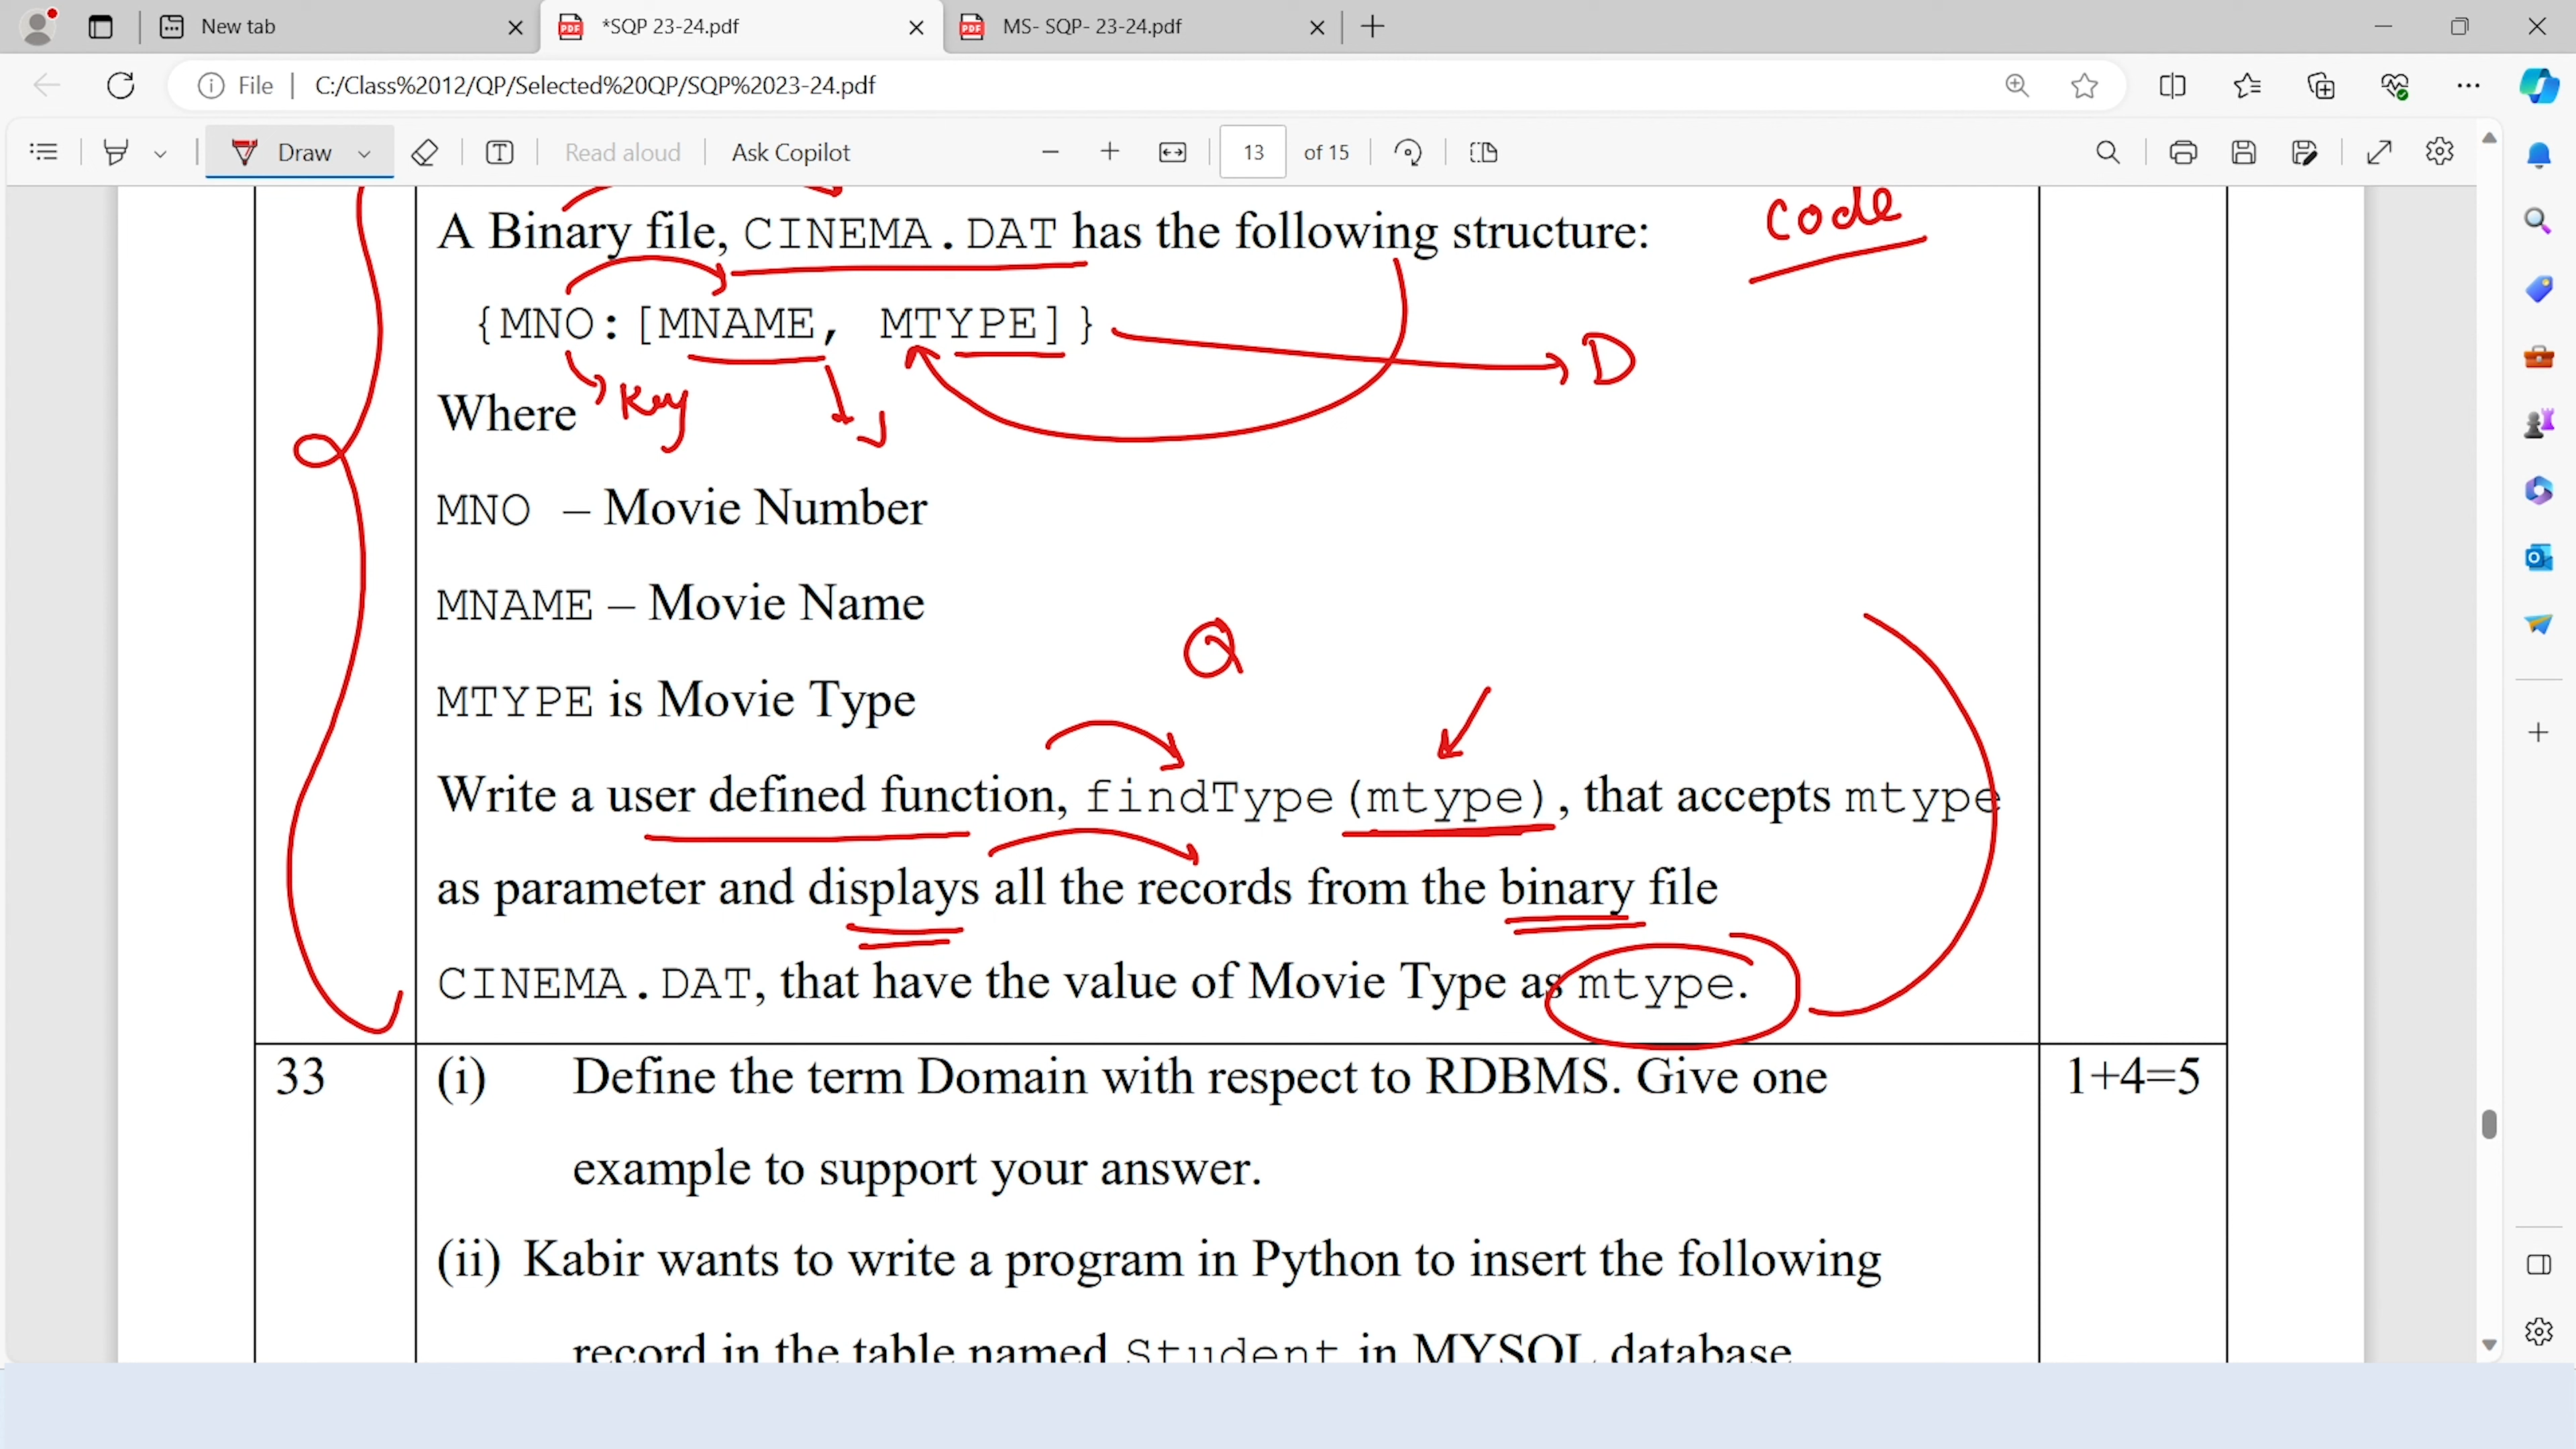 New tab
*SQP 23-24.pdf
MS- SQP- 23-24.pdf
File
C:/Class%2012/QP/Selected%20QP/SQP%2023-24.pdf
Draw
Read aloud
Ask Copilot
13
of 15
Code
A Binary file, CINEMA.DAT has the following structure:
{MNO:[MNAME, MTYPE]}
D
Where
Key
MNO – Movie Number
MNAME – Movie Name
Q
MTYPE is Movie Type
Write a user defined function, findType(mtype), that accepts mtype
as parameter and displays all the records from the binary file
CINEMA.DAT, that have the value of Movie Type as mtype.
33
(i) Define the term Domain with respect to RDBMS. Give one
1+4=5
example to support your answer.
(ii) Kabir wants to write a program in Python to insert the following
record in the table named Student in MYSQL database